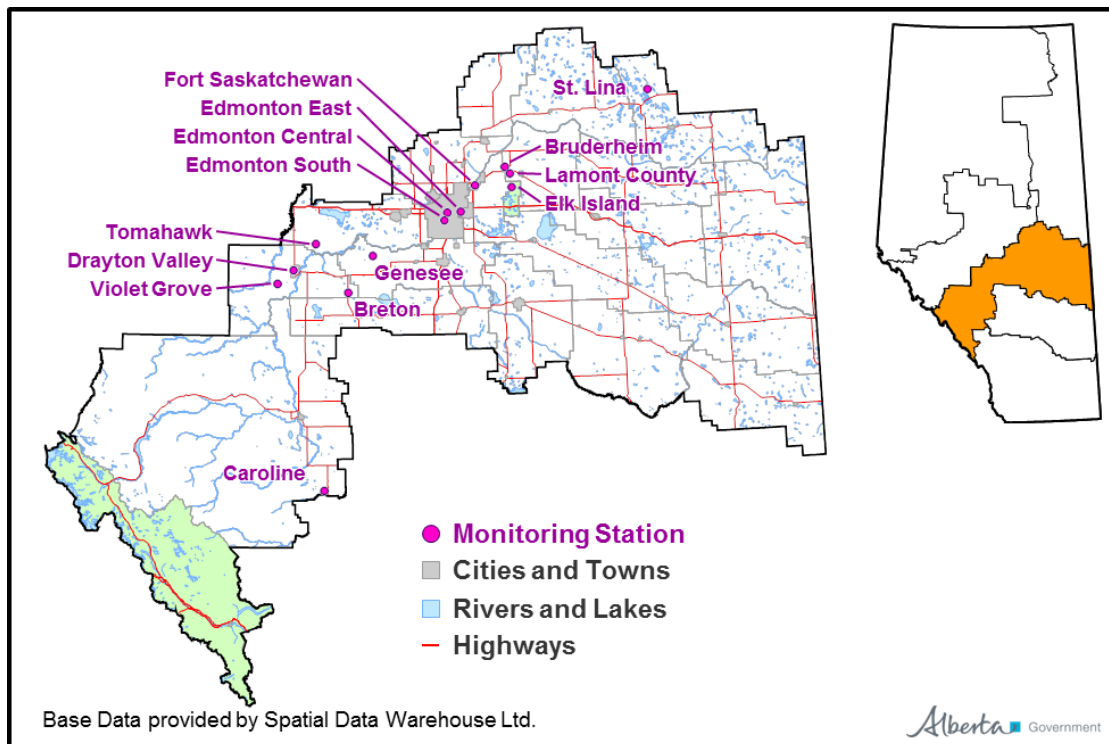 Fort Saskatchewan
Edmonton East
Edmonton Central
Edmonton South
St. Lina
Bruderheim
Lamont County
Elk Island
Tomahawk
Drayton Valley
Violet Grove
Genesee
Breton
Caroline
Monitoring Station
Cities and Towns
Rivers and Lakes
Highways
Base Data provided by Spatial Data Warehouse Ltd.
Alberta Government